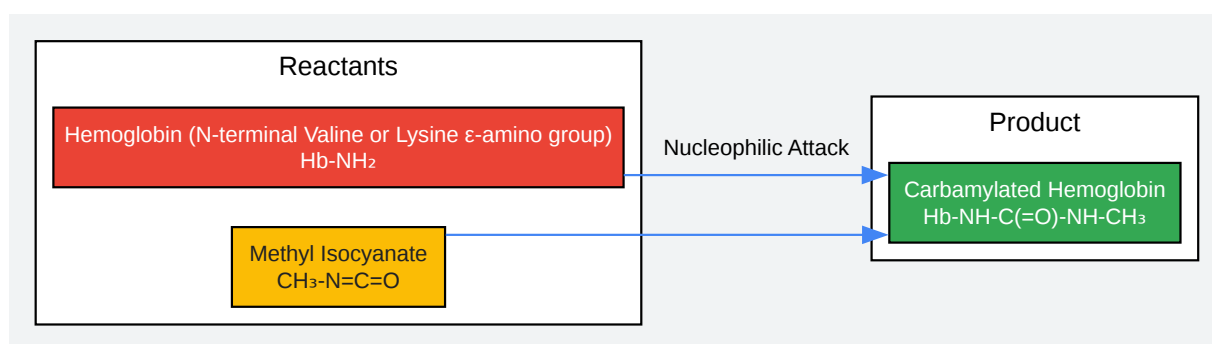 Reactants
Hemoglobin (N-terminal Valine or Lysine ε-amino group)
Hb-NH₂
Methyl Isocyanate
CH₃-N=C=O
Nucleophilic Attack
Product
Carbamylated Hemoglobin
Hb-NH-C(=O)-NH-CH₃